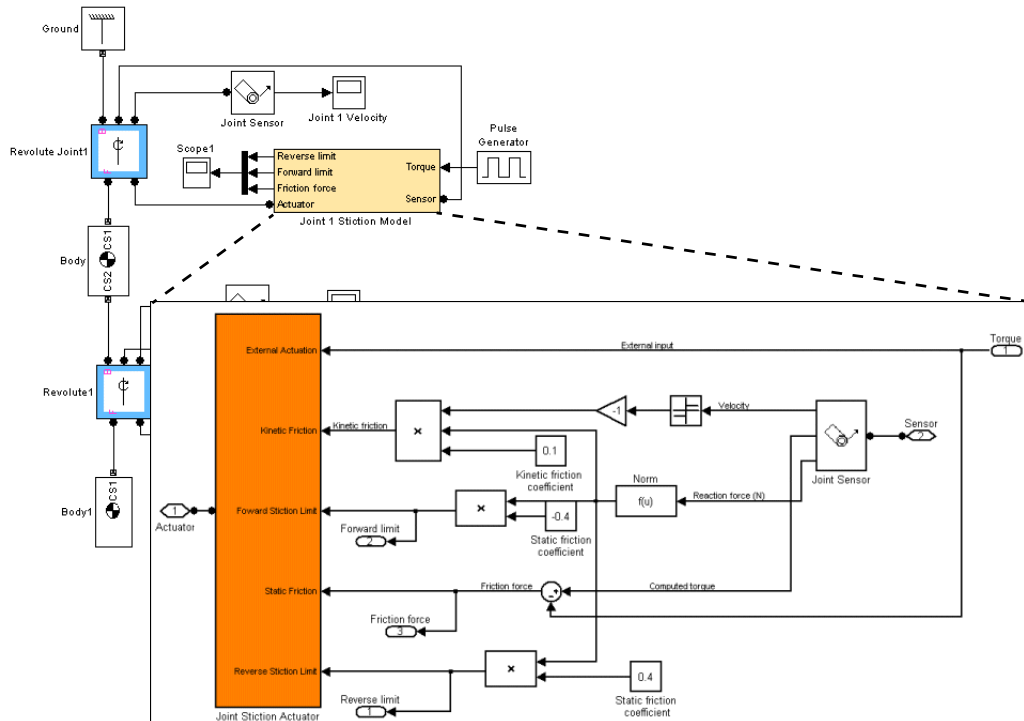 Ground
Joint Sensor
Joint 1 Velocity
Revolute Joint1
B
F
Scope1
Pulse
Generator
Reverse limit
Forward limit
Friction force
Actuator
Torque
Sensor
Joint 1 Stiction Model
Body
CS1
CS2
Revolute1
B
F
Body1
CS1
External Actuation
External input
Torque
1
Velocity
-1
Kinetic Friction
Kinetic friction
×
0.1
Kinetic friction
coefficient
Sensor
2
Joint Sensor
Norm
f(u)
Reaction force (N)
1
Actuator
Foward Stiction Limit
×
-0.4
Static friction
coefficient
Forward limit
2
Static Friction
Friction force
-+
Computed torque
Friction force
3
Reverse Stiction Limit
×
0.4
Static friction
coefficient
Reverse limit
1
Joint Stiction Actuator